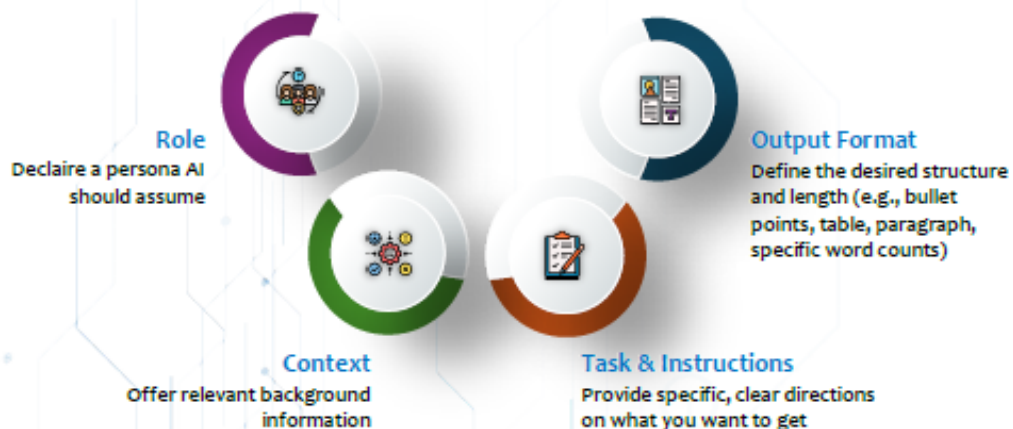 Role
Declaire a persona AI
should assume
Context
Offer relevant background
information
Task & Instructions
Provide specific, clear directions
on what you want to get
Output Format
Define the desired structure
and length (e.g., bullet
points, table, paragraph,
specific word counts)